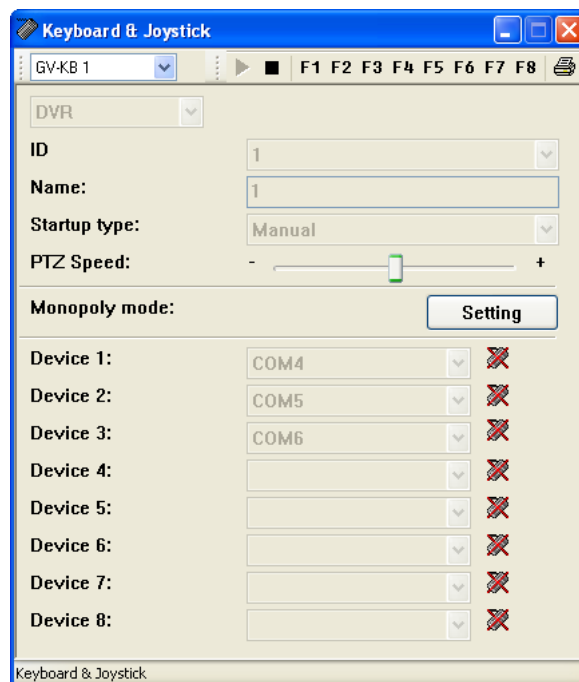 Keyboard & Joystick
GV-KB 1 F1 F2 F3 F4 F5 F6 F7 F8
DVR
ID 1
Name: 1
Startup type: Manual
PTZ Speed: - +
Monopoly mode: Setting
Device 1: COM4
Device 2: COM5
Device 3: COM6
Device 4:
Device 5:
Device 6:
Device 7:
Device 8:
Keyboard & Joystick